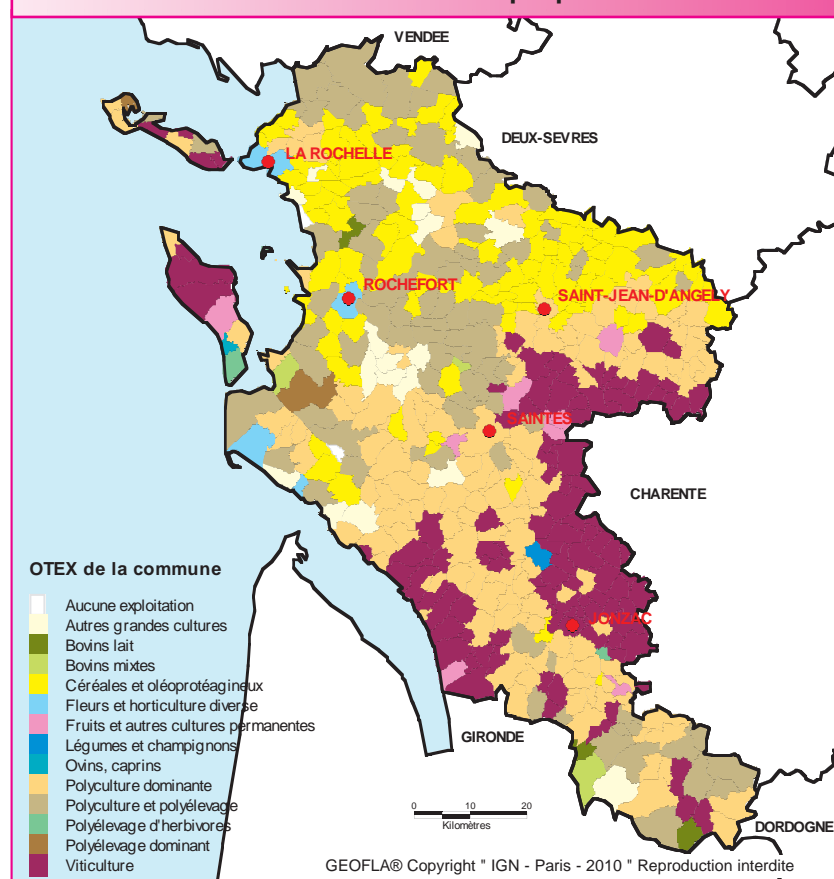 VENDEE
DEUX-SEVRES
LA ROCHELLE
ROCHEFORT
SAINT-JEAN-D'ANGELY
SAINTES
CHARENTE
JONZAC
GIRONDE
DORDOGNE
OTEX de la commune
Aucune exploitation
Autres grandes cultures
Bovins lait
Bovins mixtes
Céréales et oléoprotéagineux
Fleurs et horticulture diverse
Fruits et autres cultures permanentes
Légumes et champignons
Ovins, caprins
Polyculture dominante
Polyculture et polyélevage
Polyélevage d'herbivores
Polyélevage dominant
Viticulture
0 10 20
Kilomètres
GEOFLA® Copyright " IGN - Paris - 2010 " Reproduction interdite